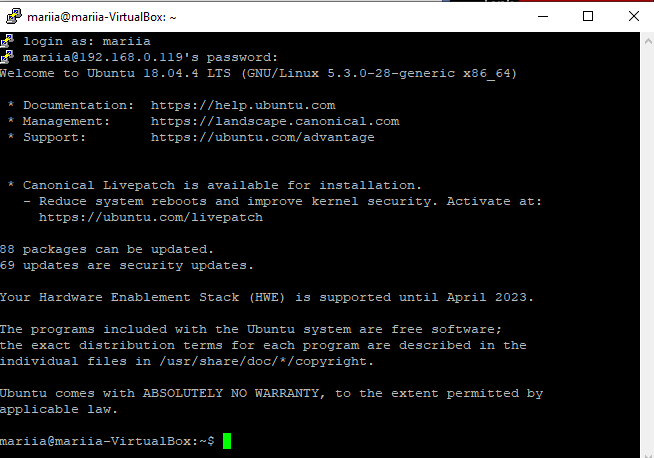 mariia@mariia-VirtualBox: ~
login as: mariia
mariia@192.168.0.119's password:
Welcome to Ubuntu 18.04.4 LTS (GNU/Linux 5.3.0-28-generic x86_64)
* Documentation:  https://help.ubuntu.com
* Management:     https://landscape.canonical.com
* Support:        https://ubuntu.com/advantage
* Canonical Livepatch is available for installation.
- Reduce system reboots and improve kernel security. Activate at:
https://ubuntu.com/livepatch
88 packages can be updated.
69 updates are security updates.
Your Hardware Enablement Stack (HWE) is supported until April 2023.
The programs included with the Ubuntu system are free software;
the exact distribution terms for each program are described in the
individual files in /usr/share/doc/*/copyright.
Ubuntu comes with ABSOLUTELY NO WARRANTY, to the extent permitted by
applicable law.
mariia@mariia-VirtualBox:~$